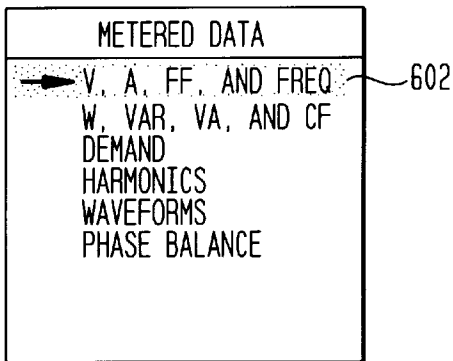 METERED DATA
V, A, FF, AND FREQ 602
W, VAR, VA, AND CF
DEMAND
HARMONICS
WAVEFORMS
PHASE BALANCE